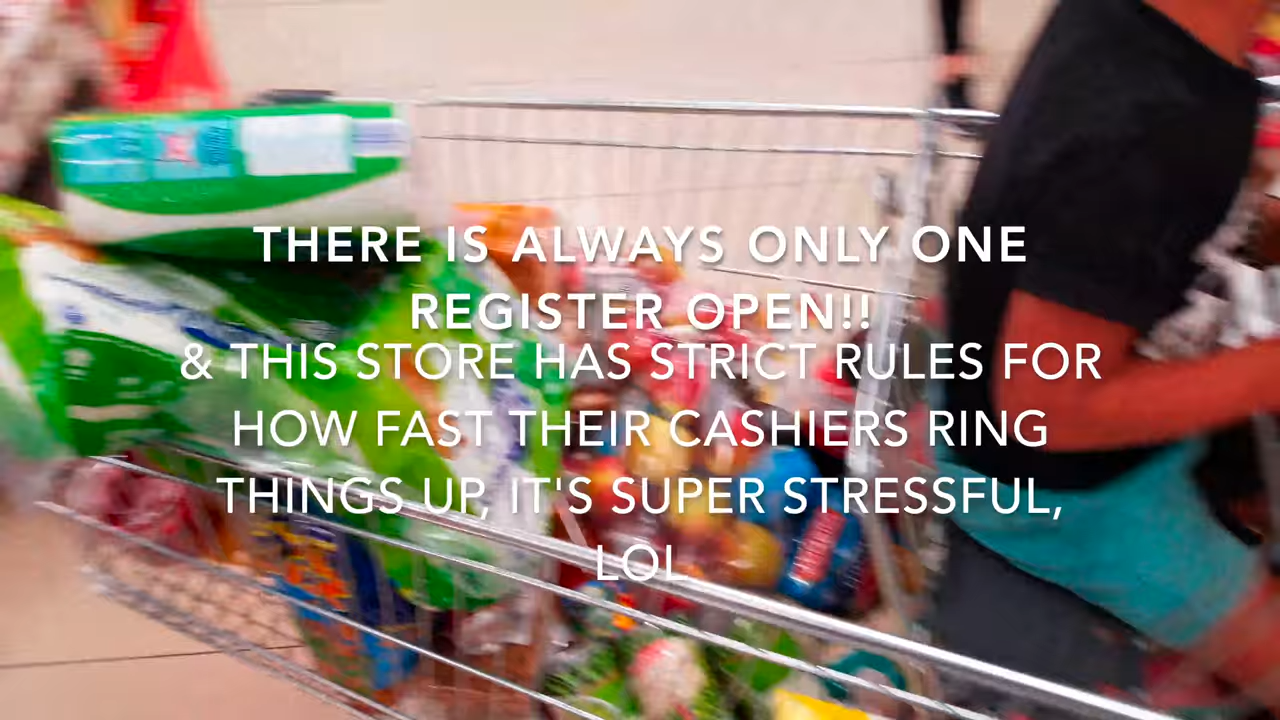 THERE IS ALWAYS ONLY ONE
REGISTER OPEN!!
& THIS STORE HAS STRICT RULES FOR
HOW FAST THEIR CASHIERS RING
THINGS UP, IT'S SUPER STRESSFUL,
LOL